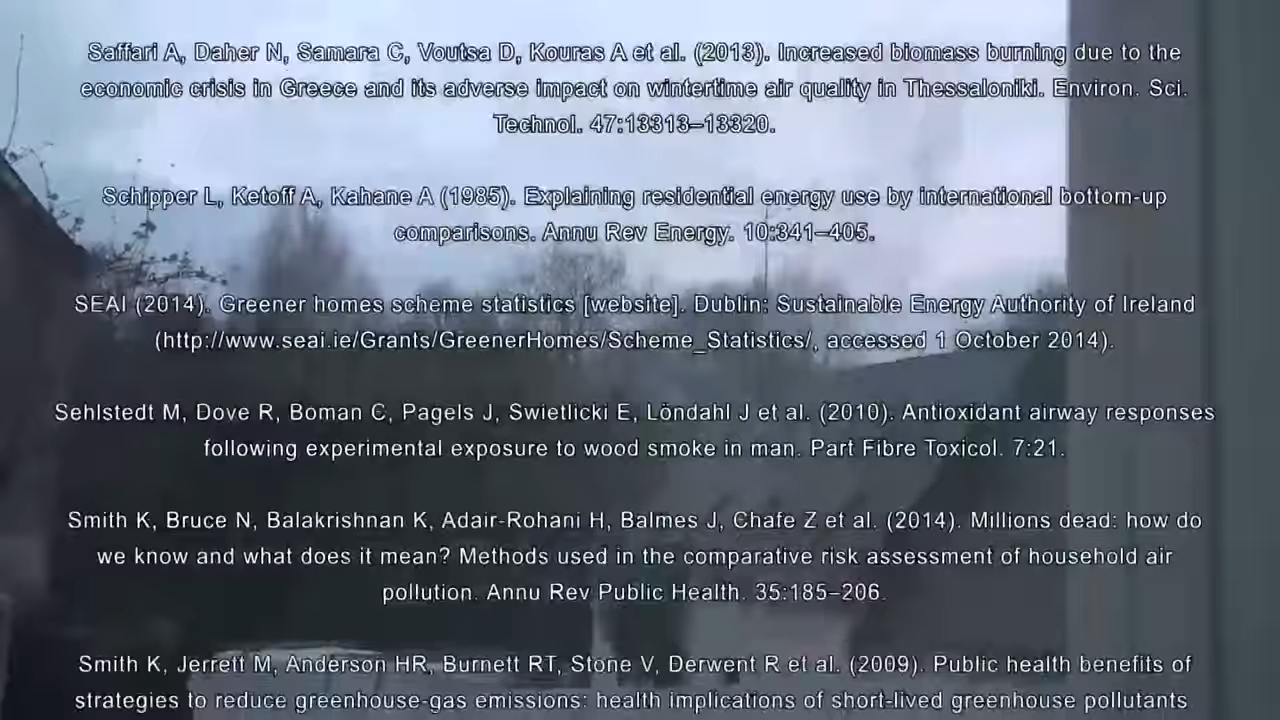 Saffari A, Daher N, Samara C, Voutsa D, Kouras A et al. (2013). Increased biomass burning due to the
economic crisis in Greece and its adverse impact on wintertime air quality in Thessaloniki. Environ. Sci.
Technol. 47:13313–13320.
Schipper L, Ketoff A, Kahane A (1985). Explaining residential energy use by international bottom-up
comparisons. Annu Rev Energy. 10:341–405.
SEAI (2014). Greener homes scheme statistics [website]. Dublin: Sustainable Energy Authority of Ireland
(http://www.seai.ie/Grants/GreenerHomes/Scheme_Statistics/, accessed 1 October 2014).
Sehlstedt M, Dove R, Boman C, Pagels J, Swietlicki E, Löndahl J et al. (2010). Antioxidant airway responses
following experimental exposure to wood smoke in man. Part Fibre Toxicol. 7:21.
Smith K, Bruce N, Balakrishnan K, Adair-Rohani H, Balmes J, Chafe Z et al. (2014). Millions dead: how do
we know and what does it mean? Methods used in the comparative risk assessment of household air
pollution. Annu Rev Public Health. 35:185–206.
Smith K, Jerrett M, Anderson HR, Burnett RT, Stone V, Derwent R et al. (2009). Public health benefits of
strategies to reduce greenhouse-gas emissions: health implications of short-lived greenhouse pollutants